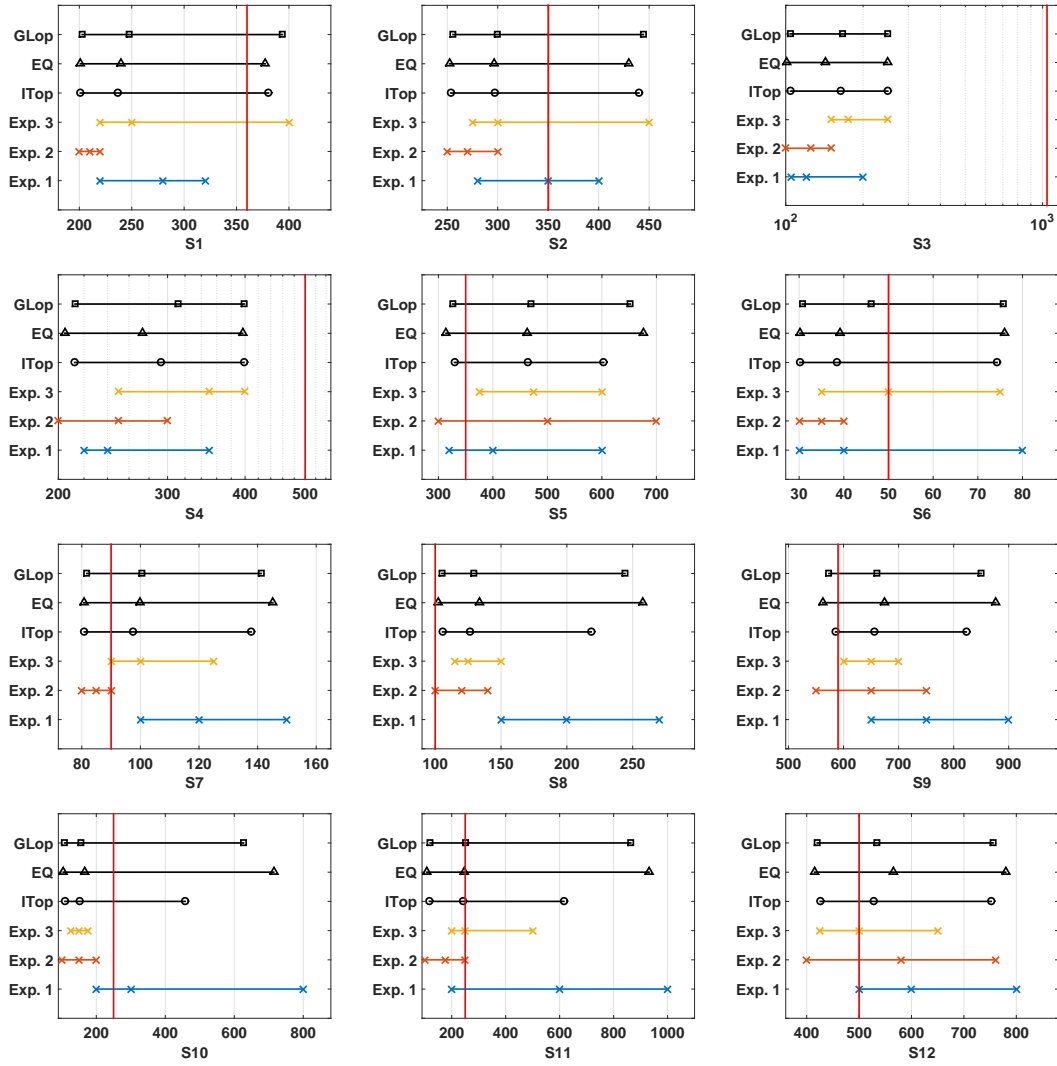 GLop
EQ
ITop
Exp. 3
Exp. 2
Exp. 1
200 250 300 350 400
S1
GLop
EQ
ITop
Exp. 3
Exp. 2
Exp. 1
250 300 350 400 450
S2
GLop
EQ
ITop
Exp. 3
Exp. 2
Exp. 1
10² 10³
S3
GLop
EQ
ITop
Exp. 3
Exp. 2
Exp. 1
200 300 400 500
S4
GLop
EQ
ITop
Exp. 3
Exp. 2
Exp. 1
300 400 500 600 700
S5
GLop
EQ
ITop
Exp. 3
Exp. 2
Exp. 1
30 40 50 60 70 80
S6
GLop
EQ
ITop
Exp. 3
Exp. 2
Exp. 1
80 100 120 140 160
S7
GLop
EQ
ITop
Exp. 3
Exp. 2
Exp. 1
100 150 200 250
S8
GLop
EQ
ITop
Exp. 3
Exp. 2
Exp. 1
500 600 700 800 900
S9
GLop
EQ
ITop
Exp. 3
Exp. 2
Exp. 1
200 400 600 800
S10
GLop
EQ
ITop
Exp. 3
Exp. 2
Exp. 1
200 400 600 800 1000
S11
GLop
EQ
ITop
Exp. 3
Exp. 2
Exp. 1
400 500 600 700 800
S12